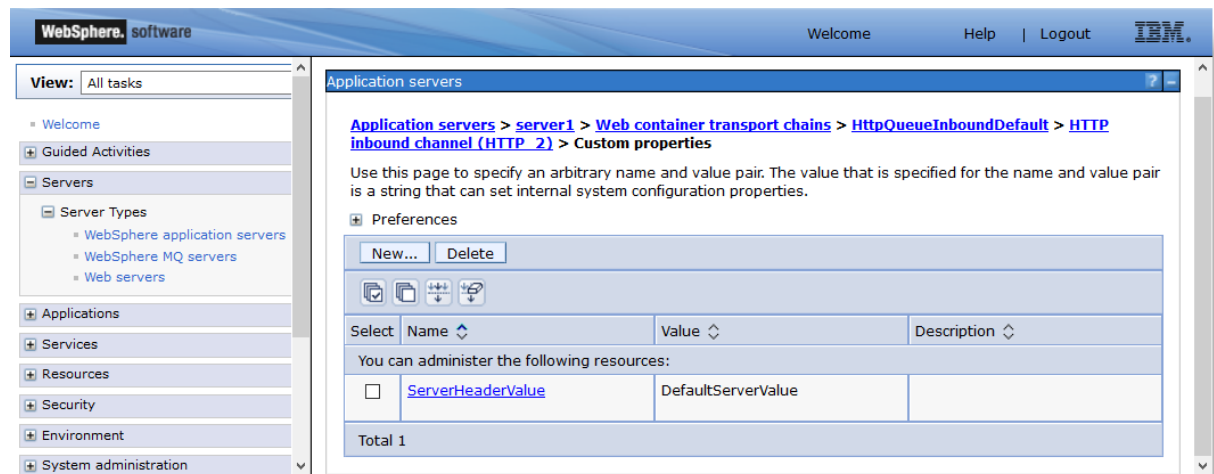 WebSphere. software
Welcome Help | Logout IBM.
View: All tasks
Welcome
Guided Activities
Servers
Server Types
WebSphere application servers
WebSphere MQ servers
Web servers
Applications
Services
Resources
Security
Environment
System administration
Application servers ? –
Application servers > server1 > Web container transport chains > HttpQueueInboundDefault > HTTP
inbound channel (HTTP_2) > Custom properties
Use this page to specify an arbitrary name and value pair. The value that is specified for the name and value pair
is a string that can set internal system configuration properties.
Preferences
New... Delete
Select Name Value Description
You can administer the following resources:
ServerHeaderValue DefaultServerValue
Total 1